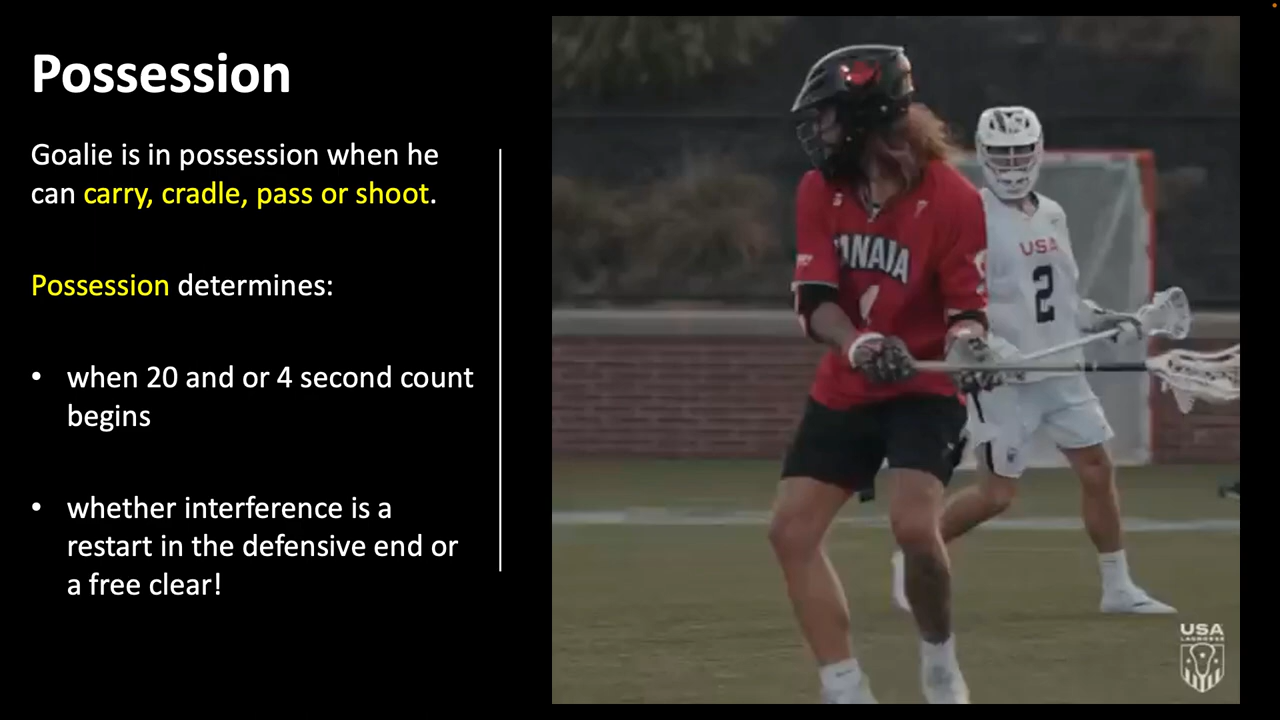 Possession
Goalie is in possession when he
can carry, cradle, pass or shoot.
Possession determines:
• when 20 and or 4 second count
begins
• whether interference is a
restart in the defensive end or
a free clear!
USA
2
USA
LACROSSE